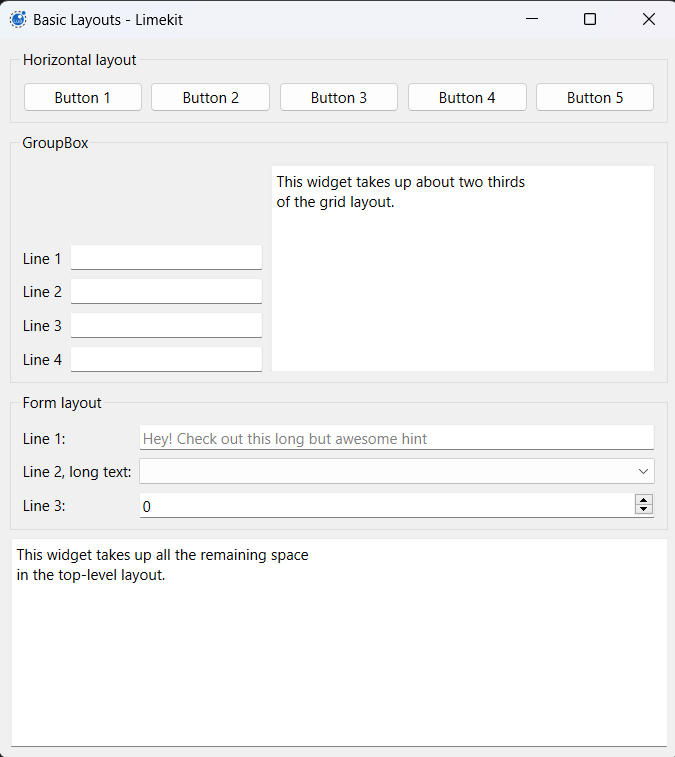 Basic Layouts - Limekit
Horizontal layout
Button 1
Button 2
Button 3
Button 4
Button 5
GroupBox
This widget takes up about two thirds
of the grid layout.
Line 1
Line 2
Line 3
Line 4
Form layout
Line 1:
Hey! Check out this long but awesome hint
Line 2, long text:
Line 3:
0
This widget takes up all the remaining space
in the top-level layout.